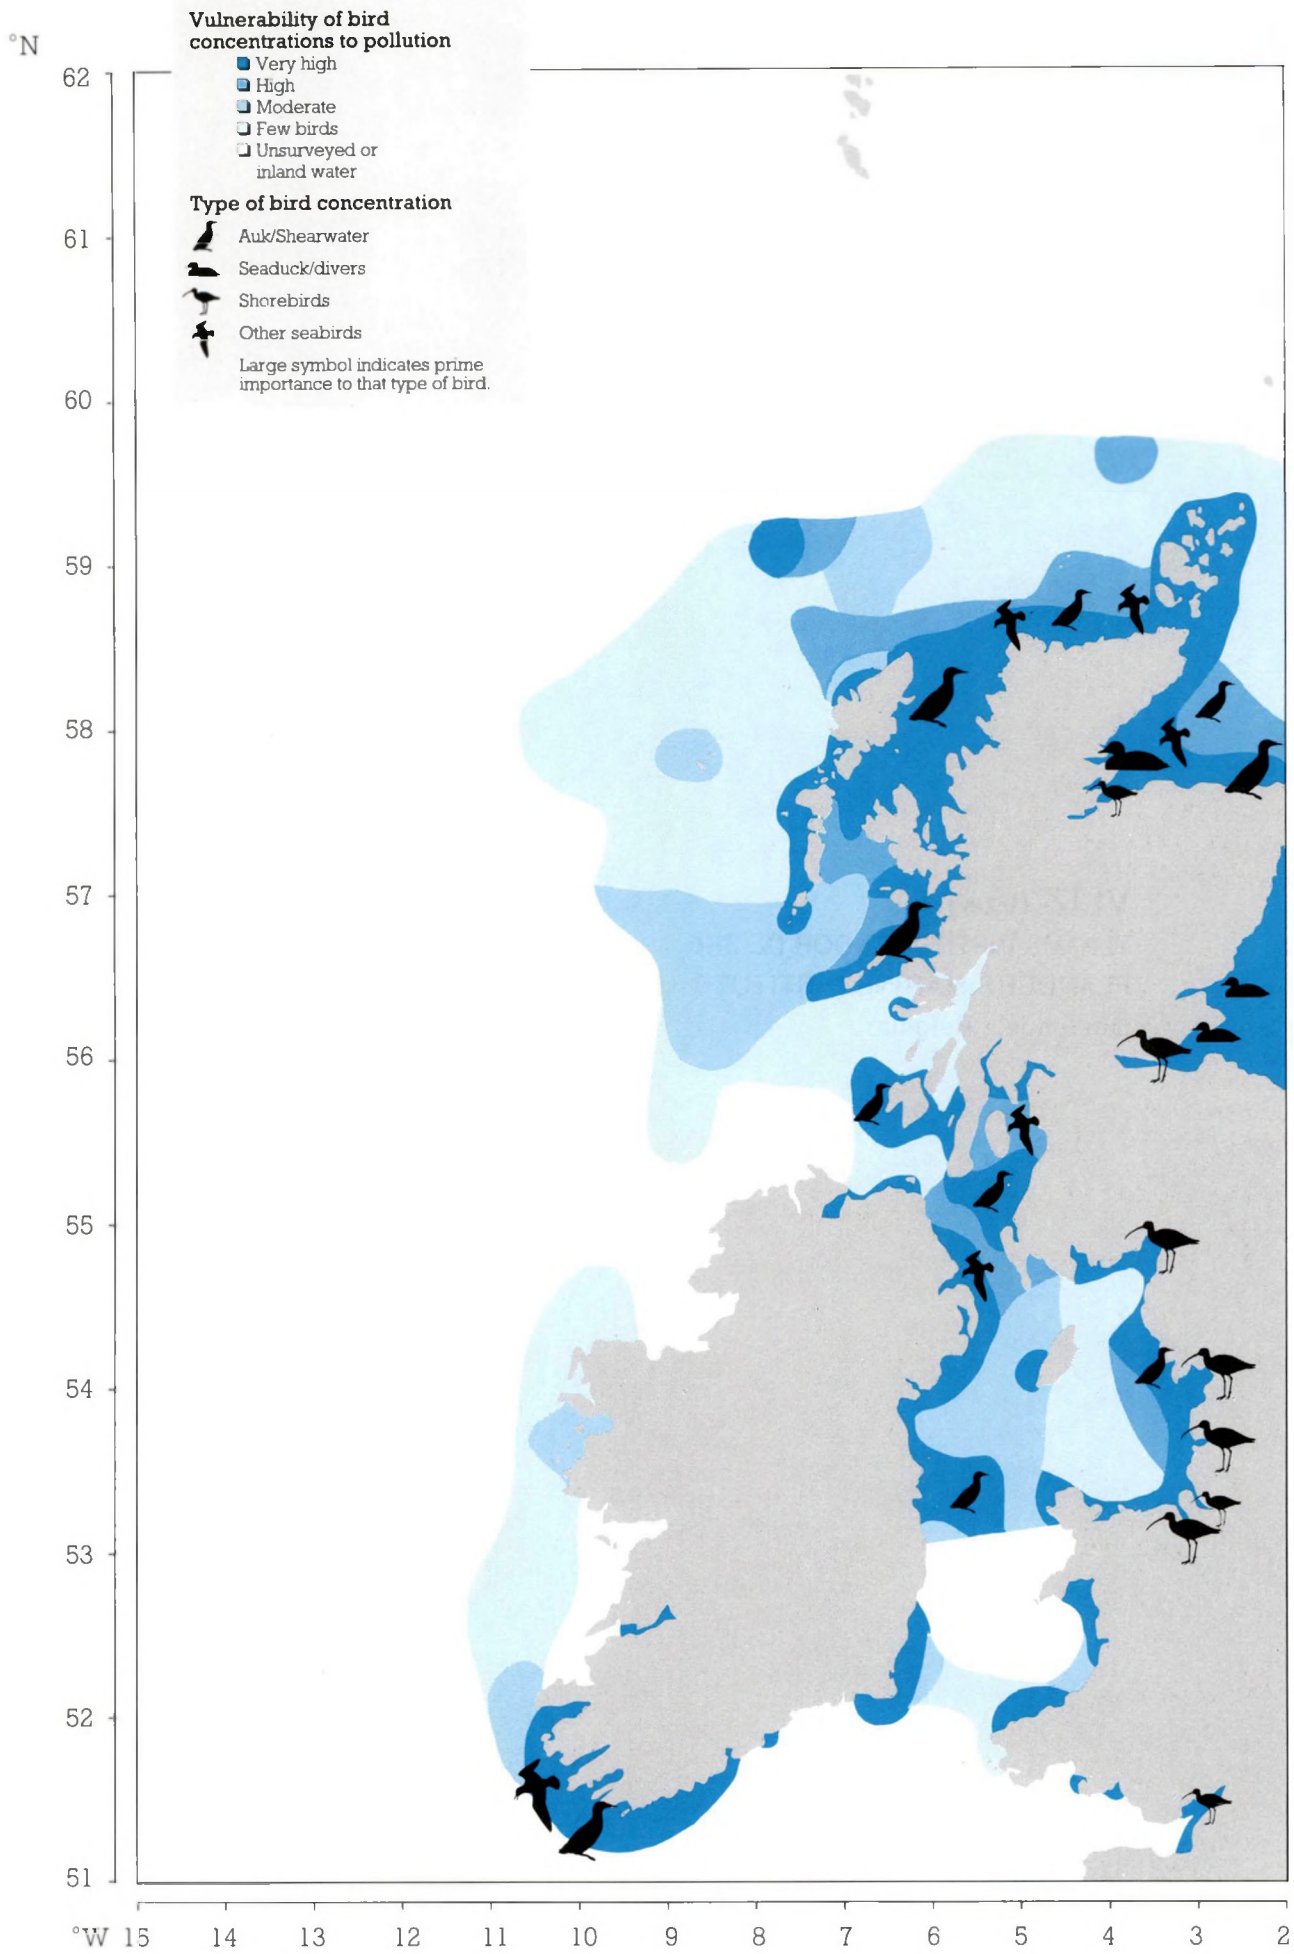 Vulnerability of bird
concentrations to pollution
Very high
High
Moderate
Few birds
Unsurveyed or
inland water
Type of bird concentration
Auk/Shearwater
Seaduck/divers
Shorebirds
Other seabirds
Large symbol indicates prime
importance to that type of bird.
°N
62
61
60
59
58
57
56
55
54
53
52
51
°W 15 14 13 12 11 10 9 8 7 6 5 4 3 2